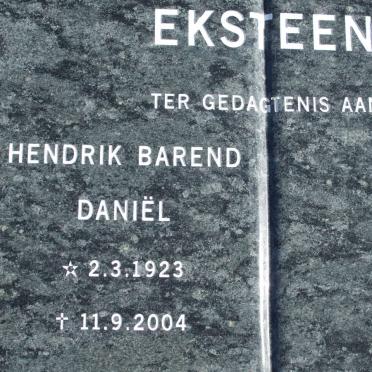 EKSTEEN
TER GEDAGTENIS AAN
HENDRIK BAREND
DANIËL
☆ 2.3.1923
† 11.9.2004